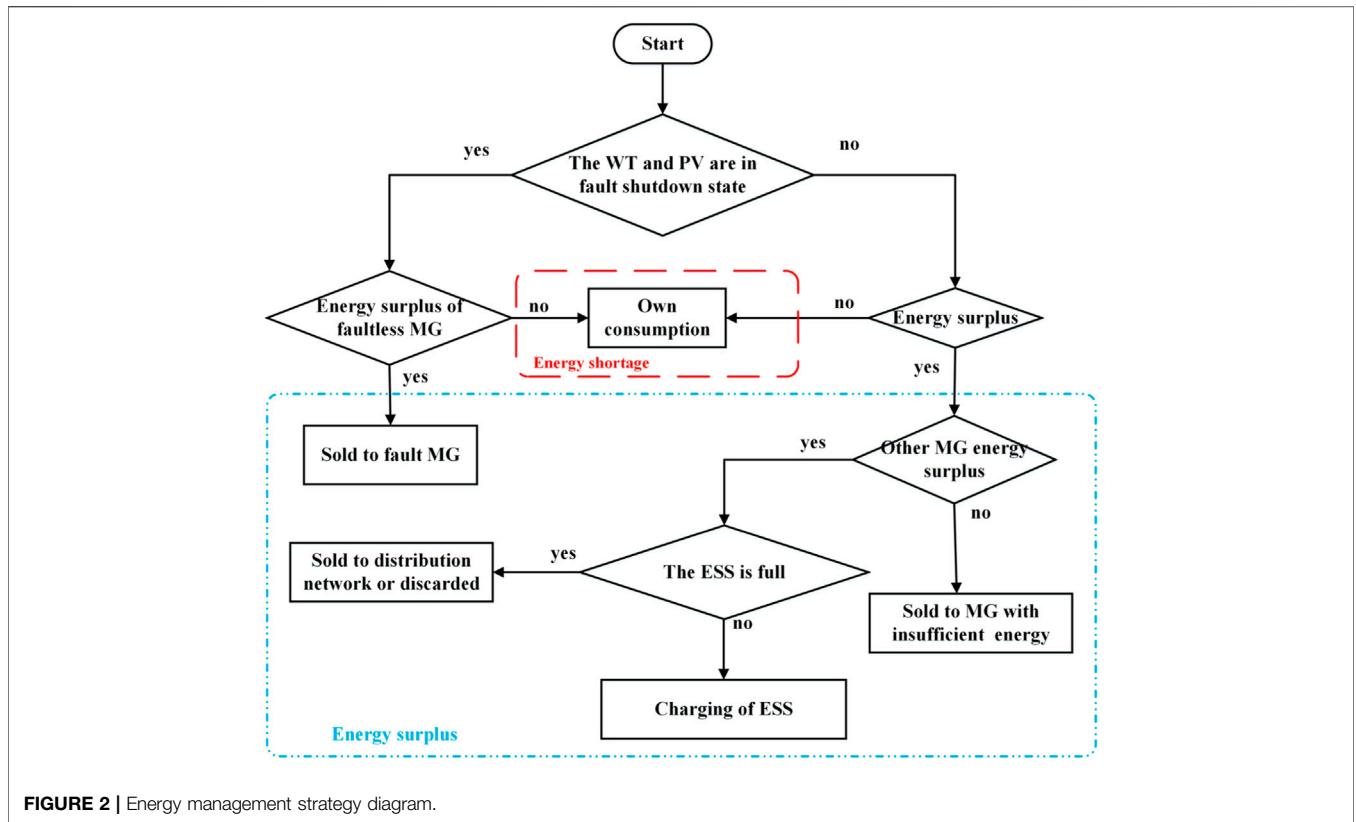 Start
yes
no
The WT and PV are in
fault shutdown state
Energy surplus of
faultless MG
no
Own
consumption
no
Energy surplus
Energy shortage
yes
yes
Sold to fault MG
yes
Other MG energy
surplus
no
Sold to distribution
network or discarded
yes
The ESS is full
Sold to MG with
insufficient energy
no
Charging of ESS
Energy surplus
FIGURE 2 | Energy management strategy diagram.